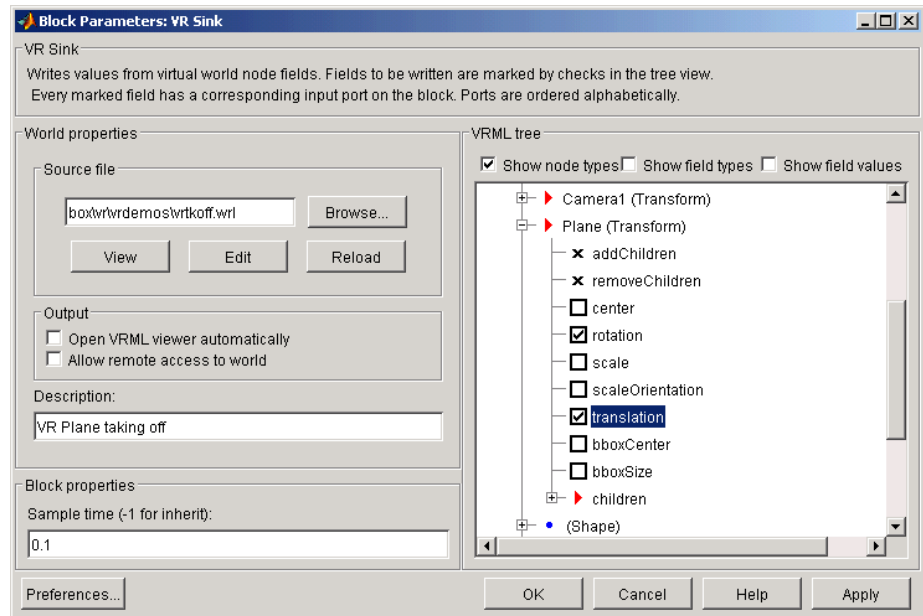 Block Parameters: VR Sink
VR Sink
Writes values from virtual world node fields. Fields to be written are marked by checks in the tree view.
Every marked field has a corresponding input port on the block. Ports are ordered alphabetically.
World properties
Source file
box\vr\vrdemos\vrtkoff.wrl
Browse...
View
Edit
Reload
Output
Open VRML viewer automatically
Allow remote access to world
Description:
VR Plane taking off
Block properties
Sample time (-1 for inherit):
0.1
VRML tree
Show node types
Show field types
Show field values
Camera1 (Transform)
Plane (Transform)
addChildren
removeChildren
center
rotation
scale
scaleOrientation
translation
bboxCenter
bboxSize
children
(Shape)
Preferences...
OK
Cancel
Help
Apply